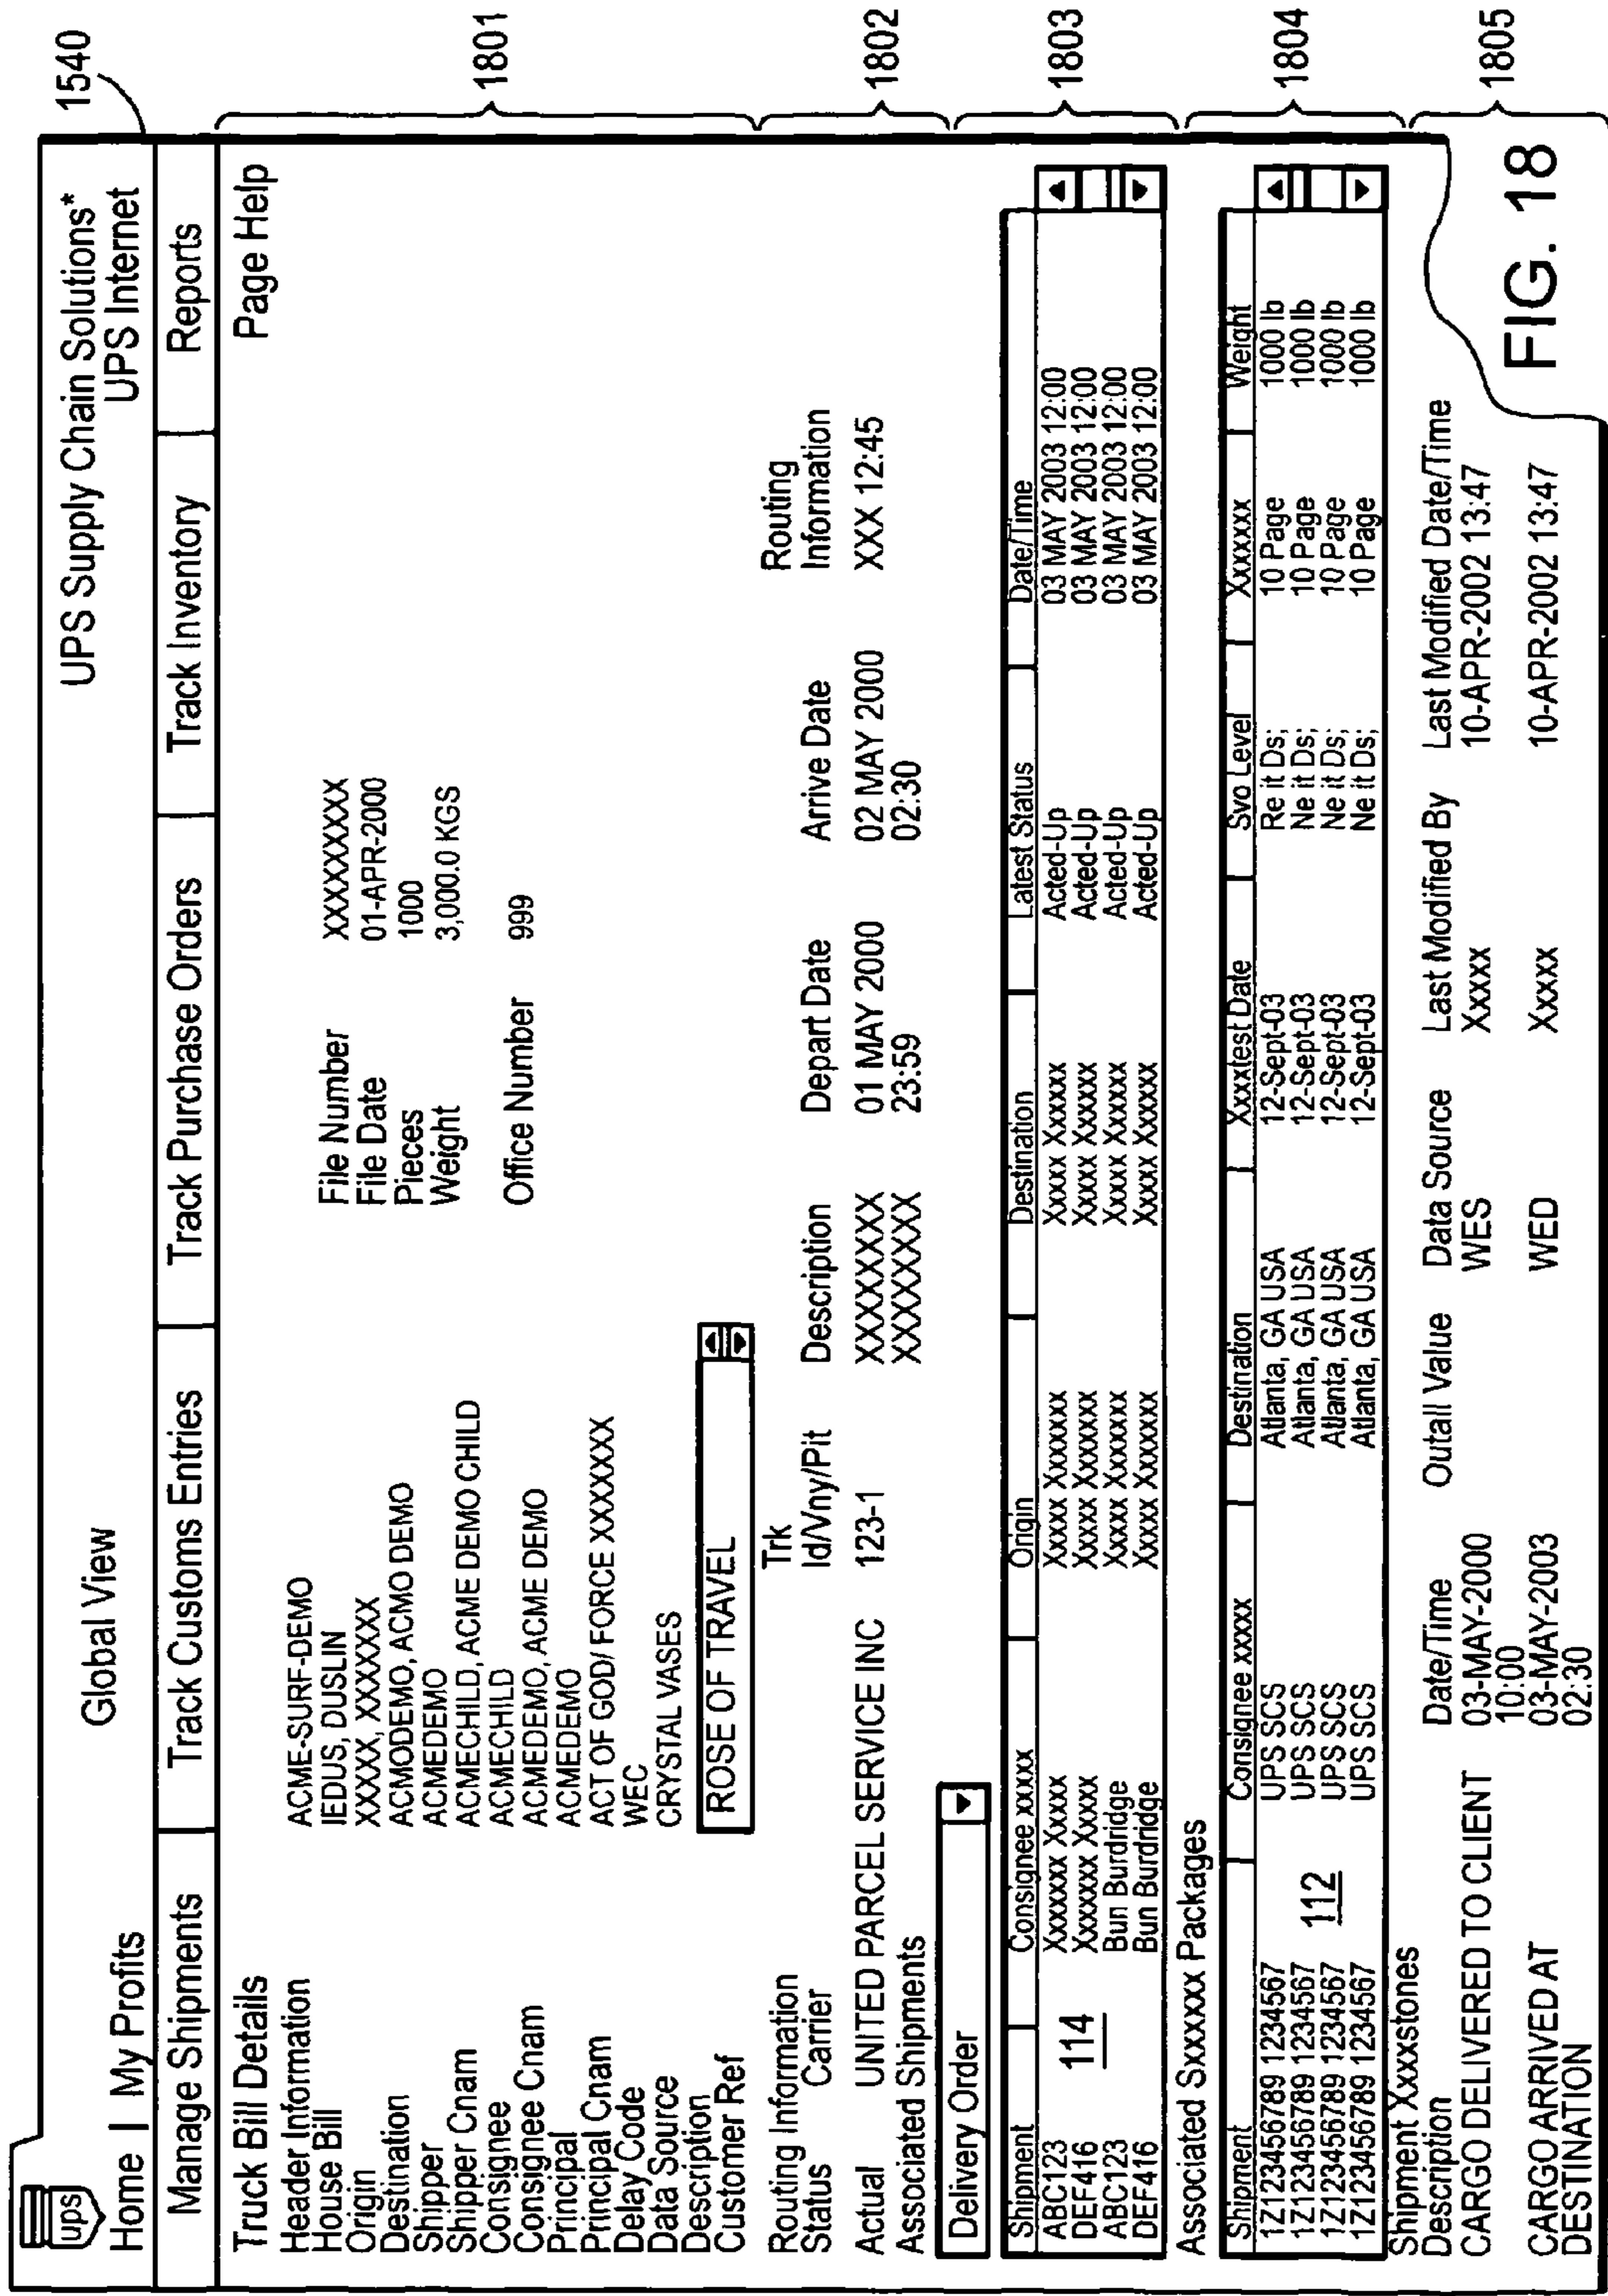 ups
UPS Supply Chain Solutions*
Global View
UPS Internet
Home | My Profits
Manage Shipments Track Customs Entries Track Purchase Orders Track Inventory Reports
1540
Truck Bill Details Page Help
Header Information
House Bill ACME-SURF-DEMO File Number XXXXXXXXX
Origin IEDUS, DUSLIN File Date 01-APR-2000
Destination XXXXX, XXXXXX Pieces 1000
Shipper ACMODEMO, ACMO DEMO Weight 3,000.0 KGS
Shipper Cnam ACMEDEMO
Consignee ACMECHILD, ACME DEMO CHILD Office Number 999
Consignee Cnam ACMECHILD
Principal ACMEDEMO, ACME DEMO
Principal Cnam ACMEDEMO
Delay Code ACT OF GOD/ FORCE XXXXXXX
Data Source WEC
Description CRYSTAL VASES
Customer Ref ROSE OF TRAVEL
1801
Routing Information Trk Routing
Status Carrier Id/Vny/Pit Description Depart Date Arrive Date Information
Actual UNITED PARCEL SERVICE INC 123-1 XXXXXXXX 01 MAY 2000 02 MAY 2000 XXX 12:45
XXXXXXXX 23:59 02:30
1802
Associated Shipments
Delivery Order
Shipment Consignee xxxxx Origin Destination Latest Status Date/Time
ABC123 Xxxxxx Xxxxx Xxxxx Xxxxxxx Xxxxx Xxxxxx Acted-Up 03 MAY 2003 12:00
DEF416 Xxxxxx Xxxxx Xxxxx Xxxxxxx Xxxxx Xxxxxx Acted-Up 03 MAY 2003 12:00
ABC123 Bun Burdridge Xxxxx Xxxxxxx Xxxxx Xxxxxx Acted-Up 03 MAY 2003 12:00
DEF416 Bun Burdridge Xxxxx Xxxxxxx Xxxxx Xxxxxx Acted-Up 03 MAY 2003 12:00
114
1803
Associated Sxxxxxx Packages
Shipment Consignee xxxx Destination Xxxxtest Date Svo Level Xxxxxxx Weight
1Z123456789 1234567 UPS SCS Atlanta, GA USA 12-Sept-03 Re it Ds; 10 Page 1000 lb
1Z123456789 1234567 UPS SCS Atlanta, GA USA 12-Sept-03 Ne it Ds; 10 Page 1000 lb
1Z123456789 1234567 UPS SCS Atlanta, GA USA 12-Sept-03 Ne it Ds; 10 Page 1000 lb
1Z123456789 1234567 UPS SCS Atlanta, GA USA 12-Sept-03 Ne it Ds; 10 Page 1000 lb
112
1804
Shipment Xxxxstones
Description Date/Time Outall Value Data Source Last Modified By Last Modified Date/Time
CARGO DELIVERED TO CLIENT 03-MAY-2000 WES Xxxxx 10-APR-2002 13:47
10:00
CARGO ARRIVED AT 03-MAY-2003 WED Xxxxx 10-APR-2002 13:47
DESTINATION 02:30
1805
FIG. 18